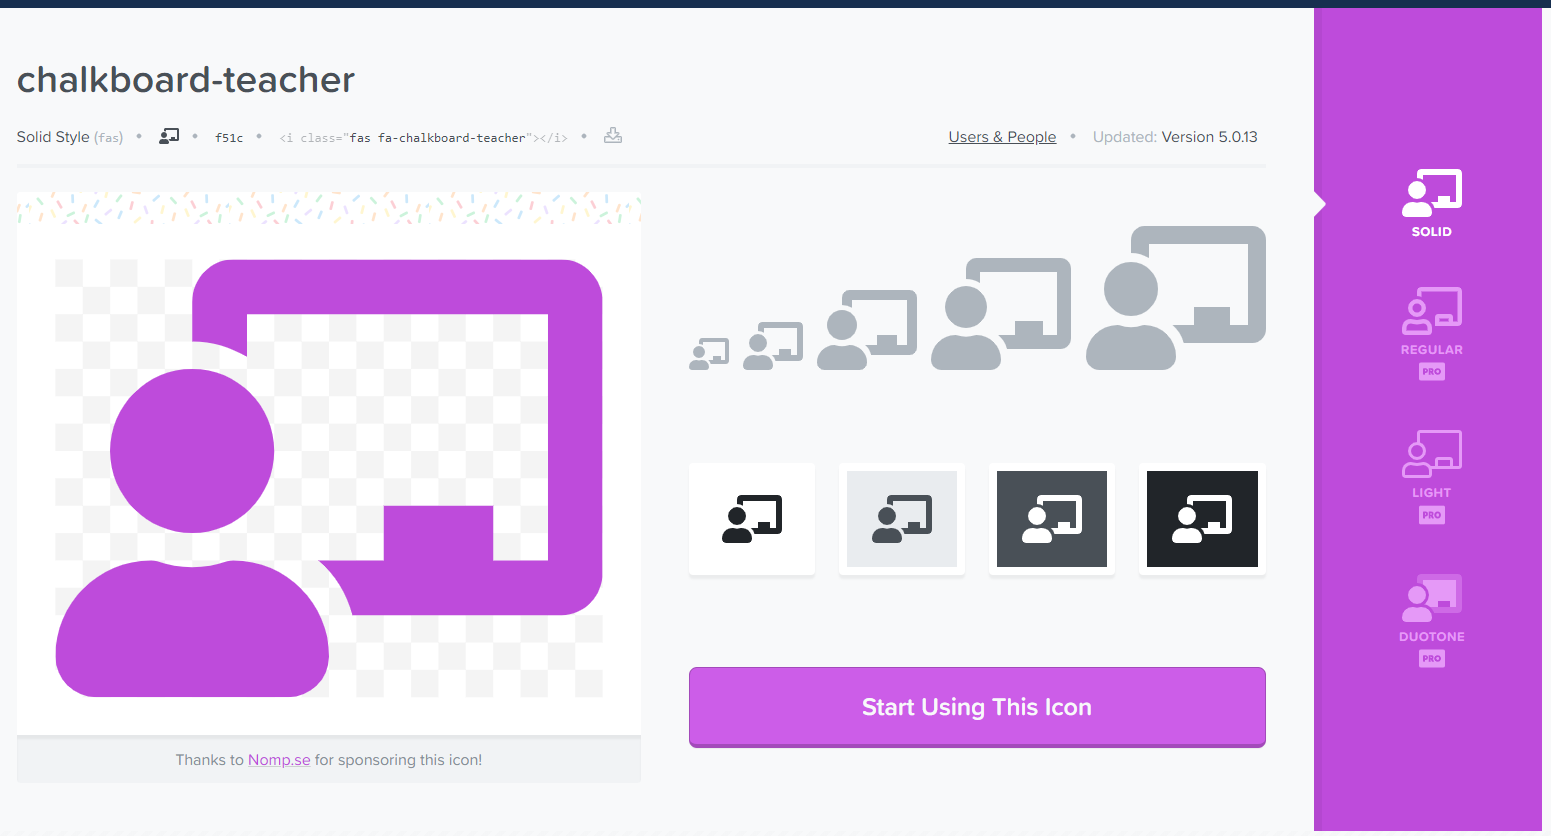 chalkboard-teacher
Solid Style (fas) • • f51c • <i class="fas fa-chalkboard-teacher"></i> • Users & People • Updated: Version 5.0.13
SOLID
REGULAR
PRO
LIGHT
PRO
DUOTONE
PRO
Start Using This Icon
Thanks to Nomp.se for sponsoring this icon!